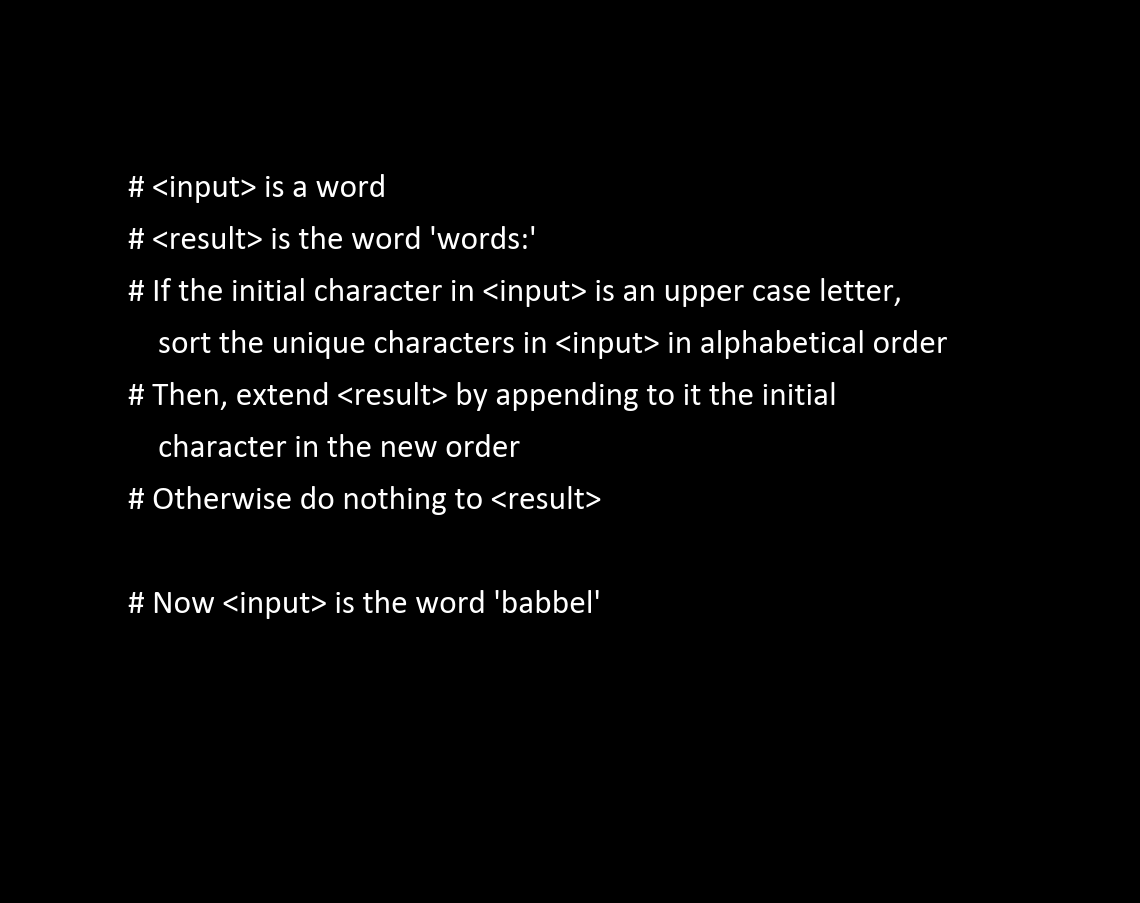 # <input> is a word
# <result> is the word 'words:'
# If the initial character in <input> is an upper case letter,
sort the unique characters in <input> in alphabetical order
# Then, extend <result> by appending to it the initial
character in the new order
# Otherwise do nothing to <result>
# Now <input> is the word 'babbel'